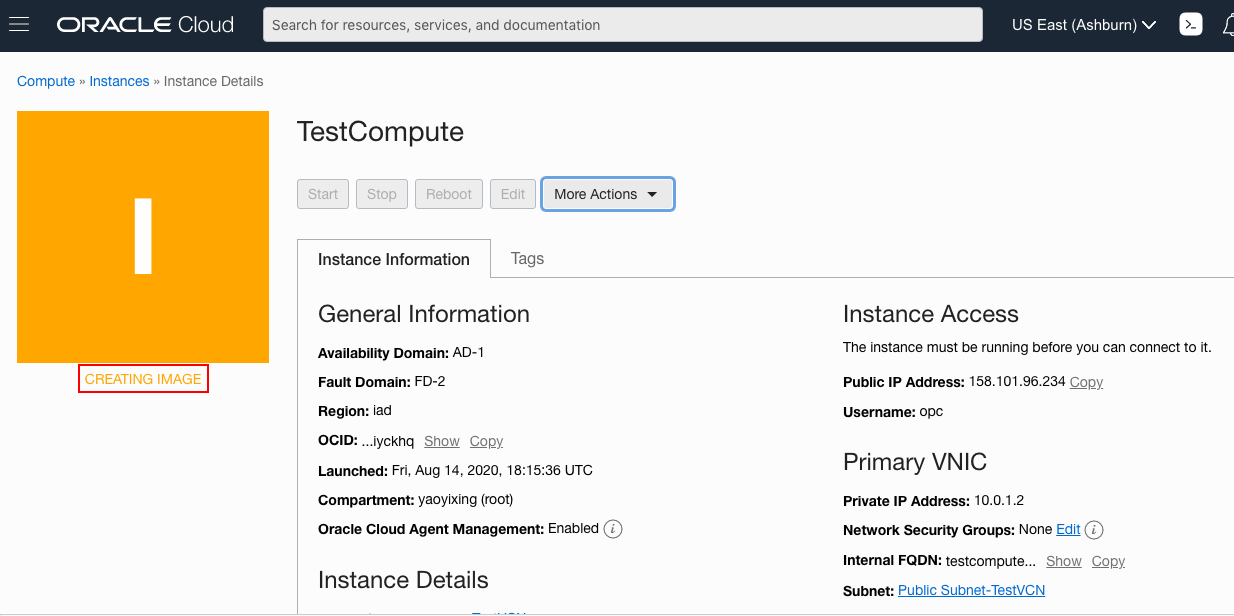 ORACLE Cloud
Search for resources, services, and documentation
US East (Ashburn)
Compute » Instances » Instance Details
I
CREATING IMAGE
TestCompute
Start Stop Reboot Edit More Actions
Instance Information Tags
General Information
Availability Domain: AD-1
Fault Domain: FD-2
Region: iad
OCID: ...iyckhq Show Copy
Launched: Fri, Aug 14, 2020, 18:15:36 UTC
Compartment: yaoyixing (root)
Oracle Cloud Agent Management: Enabled i
Instance Details
Instance Access
The instance must be running before you can connect to it.
Public IP Address: 158.101.96.234 Copy
Username: opc
Primary VNIC
Private IP Address: 10.0.1.2
Network Security Groups: None Edit i
Internal FQDN: testcompute... Show Copy
Subnet: Public Subnet-TestVCN